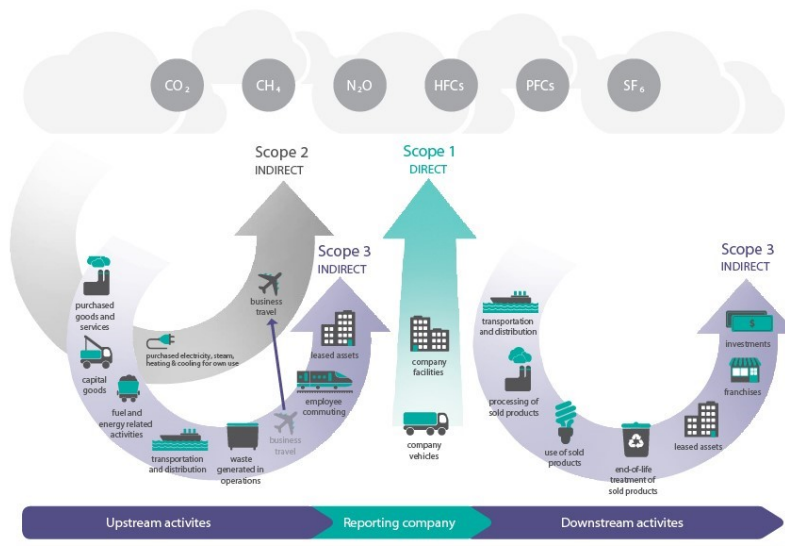 CO₂
CH₄
N₂O
HFCs
PFCs
SF₆
Scope 2
INDIRECT
Scope 1
DIRECT
Scope 3
INDIRECT
Scope 3
INDIRECT
purchased
goods and
services
capital
goods
fuel and
energy related
activities
transportation
and distribution
waste
generated in
operations
business
travel
employee
commuting
leased assets
purchased electricity, steam,
heating & cooling for own use
business
travel
company
facilities
company
vehicles
transportation
and distribution
processing of
sold products
use of sold
products
end-of-life
treatment of
sold products
leased assets
franchises
$
investments
Upstream activites
Reporting company
Downstream activites